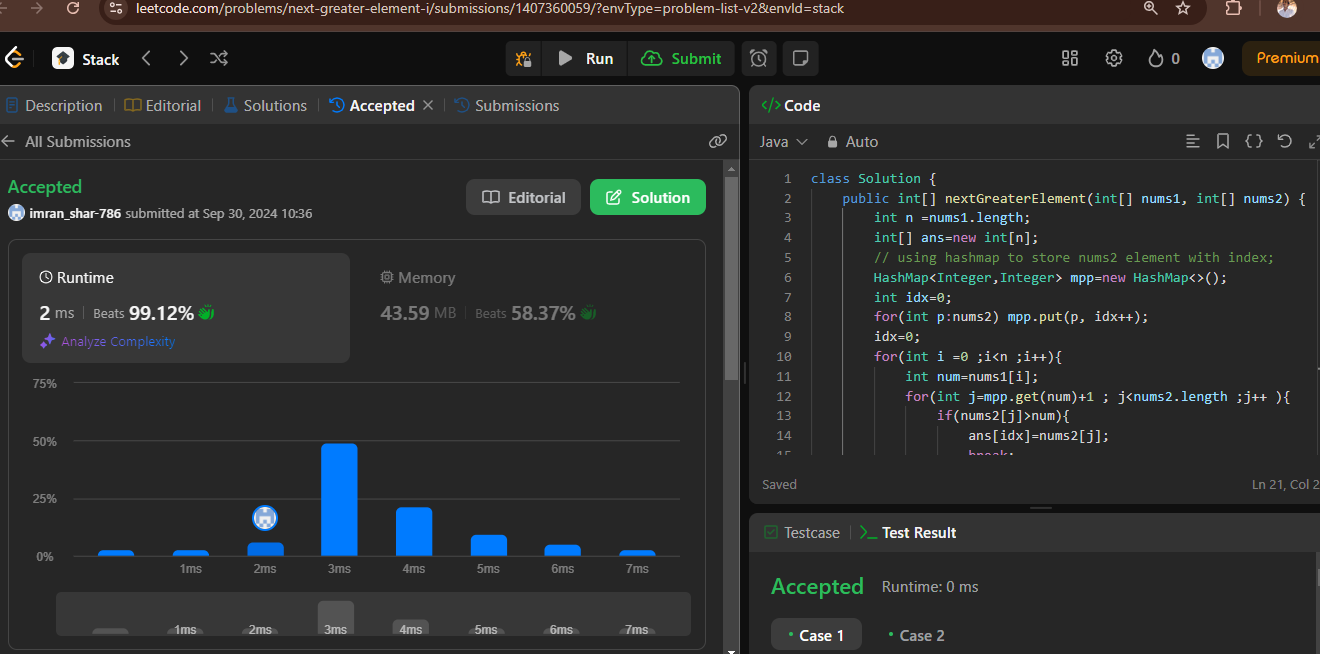 leetcode.com/problems/next-greater-element-i/submissions/1407360059/?envType=problem-list-v2&envId=stack
Stack
Run
Submit
0
Premium
Description
Editorial
Solutions
Accepted
Submissions
All Submissions
Accepted
imran_shar-786 submitted at Sep 30, 2024 10:36
Editorial
Solution
Runtime
2 ms
Beats 99.12%
Analyze Complexity
Memory
43.59 MB
Beats 58.37%
75%
50%
25%
0%
1ms 2ms 3ms 4ms 5ms 6ms 7ms
1ms 2ms 3ms 4ms 5ms 6ms 7ms
</> Code
Java
Auto
1 class Solution {
2 public int[] nextGreaterElement(int[] nums1, int[] nums2) {
3 int n =nums1.length;
4 int[] ans=new int[n];
5 // using hashmap to store nums2 element with index;
6 HashMap<Integer,Integer> mpp=new HashMap<>();
7 int idx=0;
8 for(int p:nums2) mpp.put(p, idx++);
9 idx=0;
10 for(int i =0 ;i<n ;i++){
11 int num=nums1[i];
12 for(int j=mpp.get(num)+1 ; j<nums2.length ;j++ ){
13 if(nums2[j]>num){
14 ans[idx]=nums2[j];
15 break;
Saved
Ln 21, Col 2
Testcase
Test Result
Accepted
Runtime: 0 ms
Case 1
Case 2